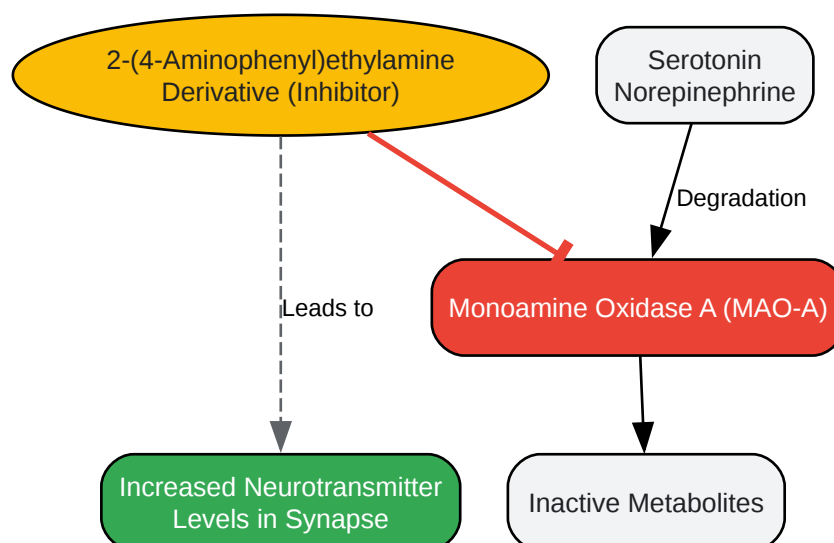 2-(4-Aminophenyl)ethylamine
Derivative (Inhibitor)
Serotonin
Norepinephrine
Degradation
Leads to
Monoamine Oxidase A (MAO-A)
Increased Neurotransmitter
Levels in Synapse
Inactive Metabolites